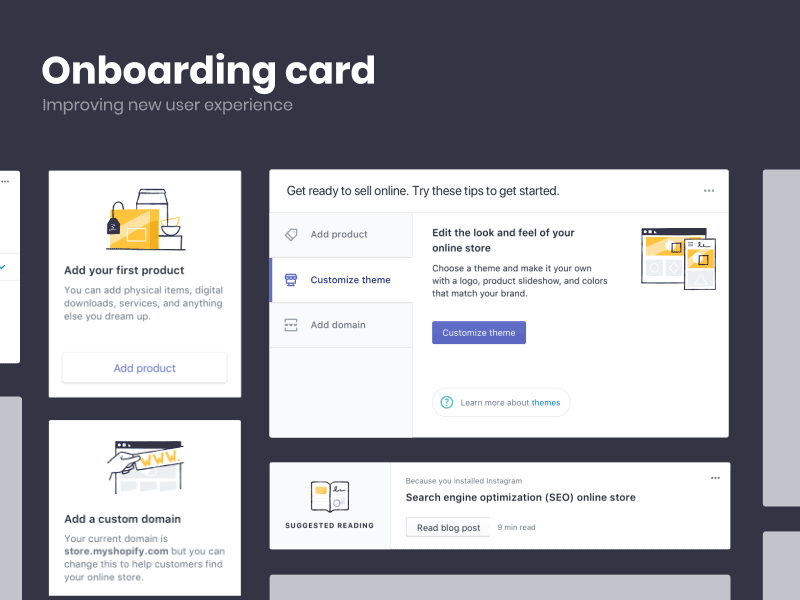 Onboarding card
Improving new user experience
Add your first product
You can add physical items, digital
downloads, services, and anything
else you dream up.
Add product
Add a custom domain
Your current domain is
store.myshopify.com but you can
change this to help customers find
your online store.
WWW.
Get ready to sell online. Try these tips to get started.
Add product
Customize theme
Add domain
Edit the look and feel of your
online store
Choose a theme and make it your own
with a logo, product slideshow, and colors
that match your brand.
Customize theme
Learn more about themes
SUGGESTED READING
Because you installed Instagram
Search engine optimization (SEO) online store
Read blog post
9 min read